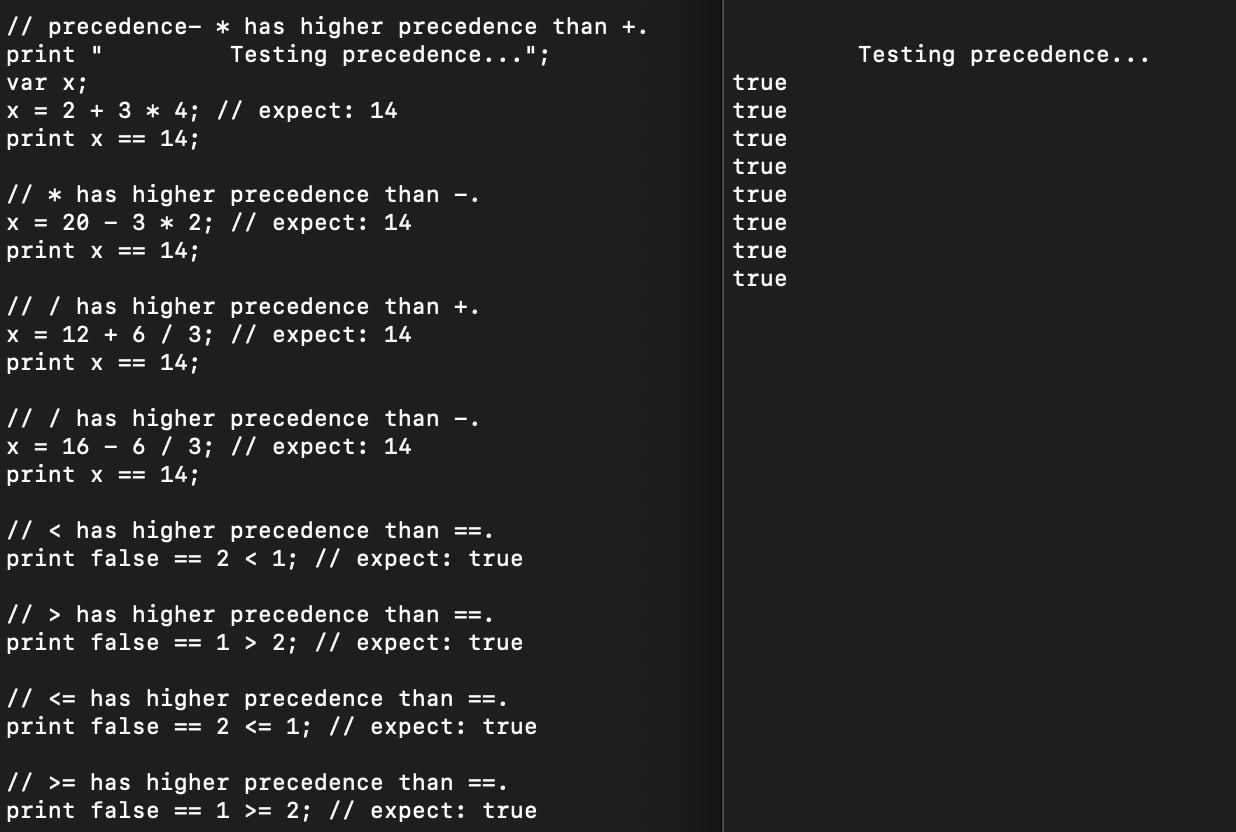 // precedence- * has higher precedence than +.
print "         Testing precedence...";
var x;
x = 2 + 3 * 4; // expect: 14
print x == 14;

// * has higher precedence than -.
x = 20 - 3 * 2; // expect: 14
print x == 14;

// / has higher precedence than +.
x = 12 + 6 / 3; // expect: 14
print x == 14;

// / has higher precedence than -.
x = 16 - 6 / 3; // expect: 14
print x == 14;

// < has higher precedence than ==.
print false == 2 < 1; // expect: true

// > has higher precedence than ==.
print false == 1 > 2; // expect: true

// <= has higher precedence than ==.
print false == 2 <= 1; // expect: true

// >= has higher precedence than ==.
print false == 1 >= 2; // expect: true

         Testing precedence...
true
true
true
true
true
true
true
true